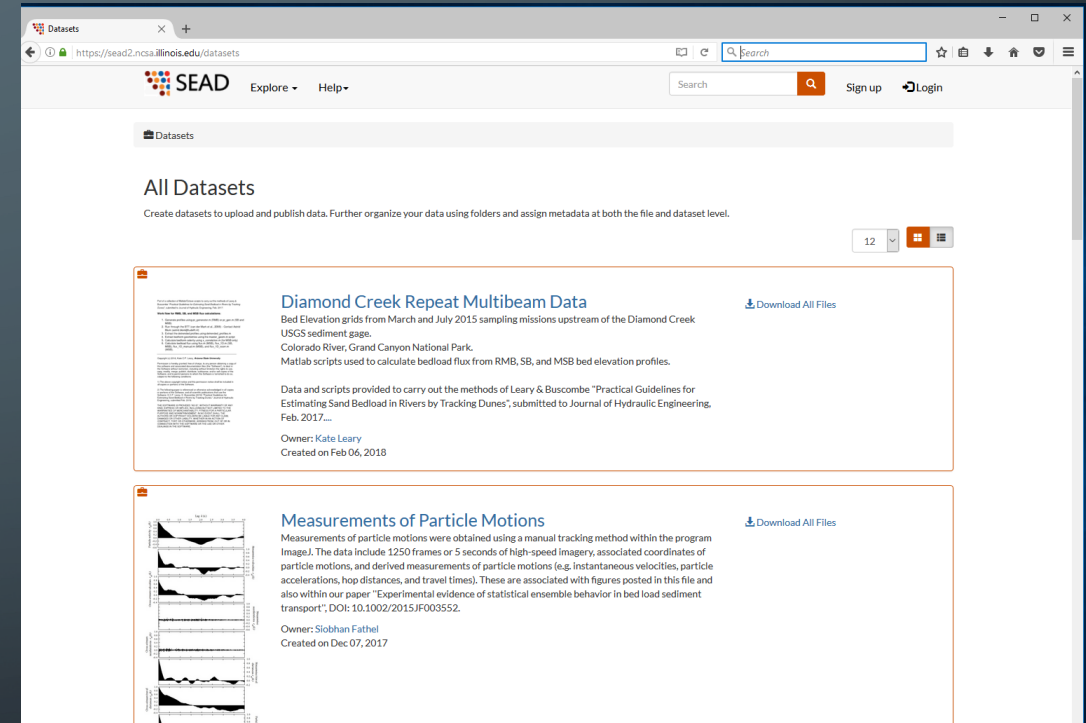 Datasets
https://sead2.ncsa.illinois.edu/datasets
Search
SEAD Explore Help Search Sign up Login
Datasets
All Datasets
Create datasets to upload and publish data. Further organize your data using folders and assign metadata at both the file and dataset level.
12
Diamond Creek Repeat Multibeam Data
Download All Files
Bed Elevation grids from March and July 2015 sampling missions upstream of the Diamond Creek
USGS sediment gage.
Colorado River, Grand Canyon National Park.
Matlab scripts used to calculate bedload flux from RMB, SB, and MSB bed elevation profiles.
Data and scripts provided to carry out the methods of Leary & Buscombe "Practical Guidelines for
Estimating Sand Bedload in Rivers by Tracking Dunes", submitted to Journal of Hydraulic Engineering,
Feb. 2017....
Owner: Kate Leary
Created on Feb 06, 2018
Measurements of Particle Motions
Download All Files
Measurements of particle motions were obtained using a manual tracking method within the program
ImageJ. The data include 1250 frames or 5 seconds of high-speed imagery, associated coordinates of
particle motions, and derived measurements of particle motions (e.g. instantaneous velocities, particle
accelerations, hop distances, and travel times). These are associated with figures posted in this file and
also within our paper "Experimental evidence of statistical ensemble behavior in bed load sediment
transport", DOI: 10.1002/2015JF003552.
Owner: Siobhan Fathel
Created on Dec 07, 2017